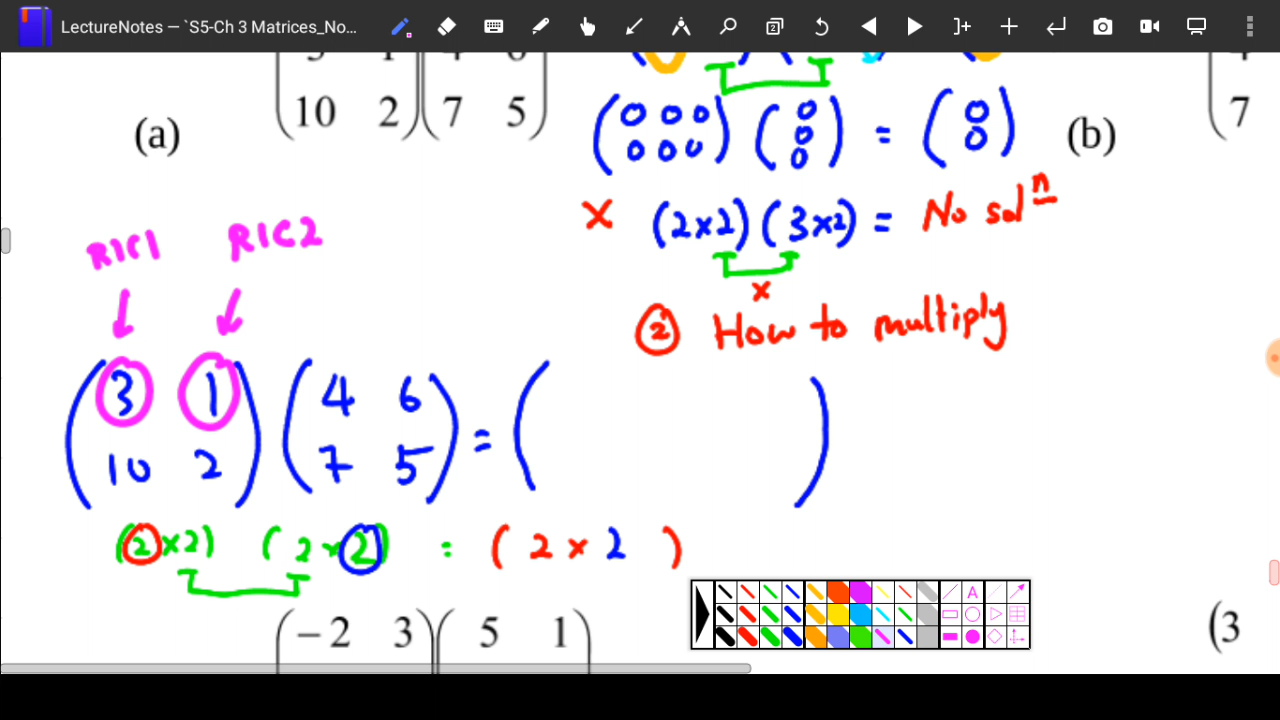 LectureNotes — `S5-Ch 3 Matrices_No...
(a)
10 2 7 5
(0 0 0 0 0 0) (0 0 0) = (0 0)
(b)
7
× (2×2) (3×2) = No solⁿ
×
R1C1 R1C2
② How to multiply
(3 1 (4 6
10 2) 7 5) = ( )
(2×2) (2×2) = (2 × 2)
(−2 3)(5 1)
(3